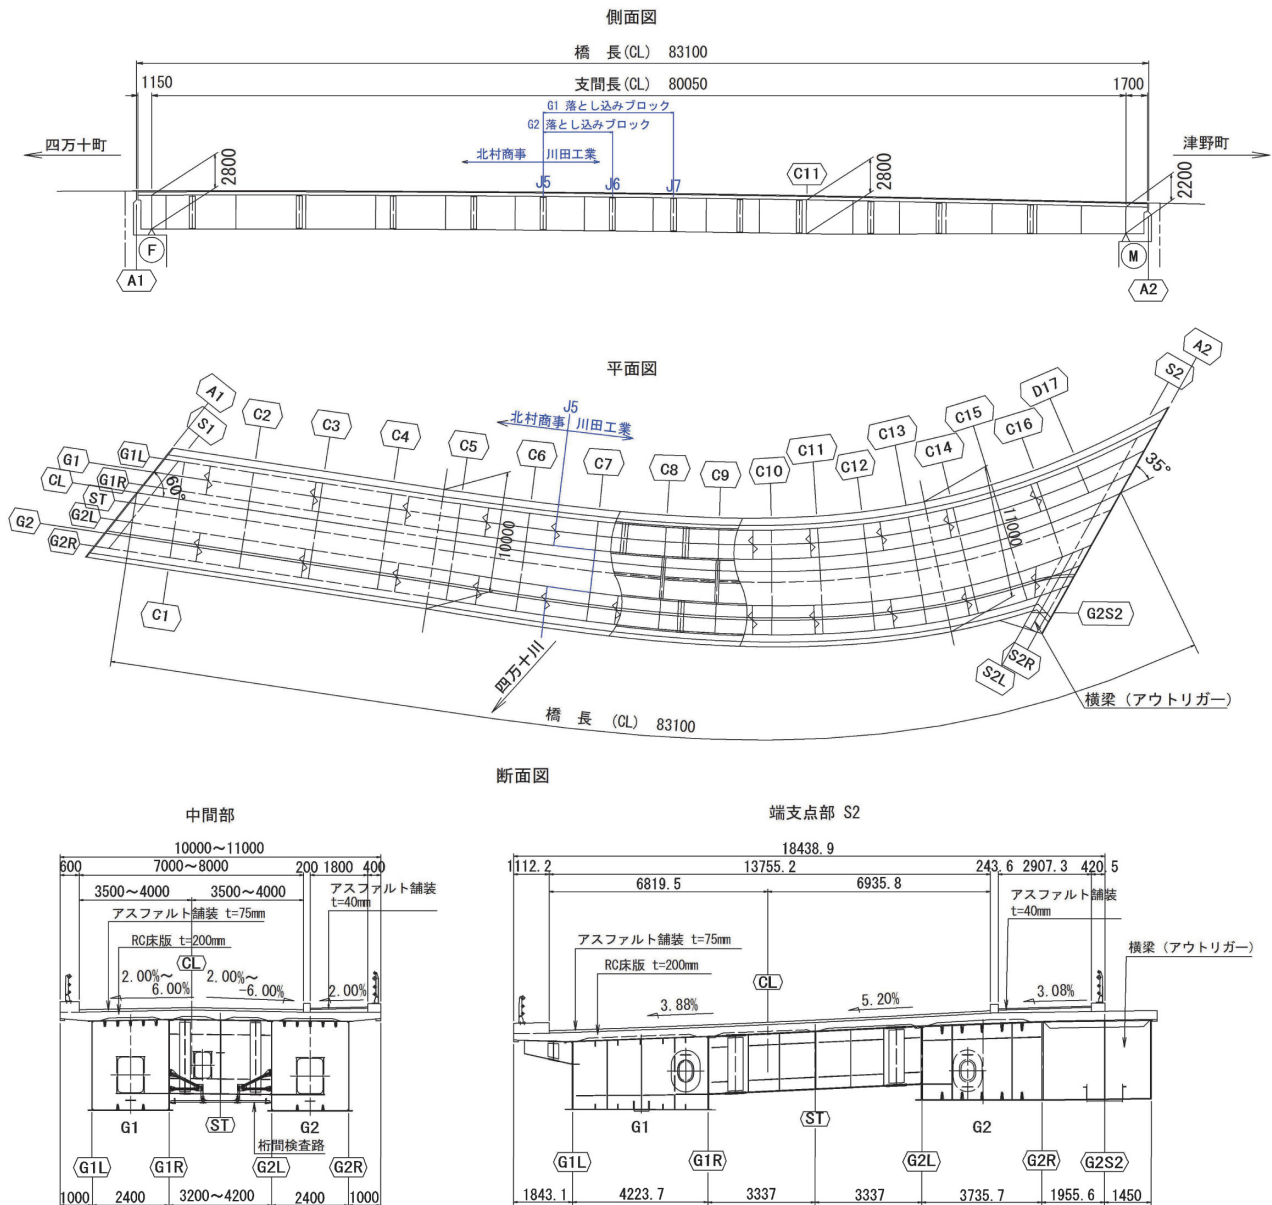 側面図
橋 長(CL) 83100
1150
支間長(CL) 80050
1700
G1 落とし込みブロック
G2 落とし込みブロック
四万十町
北村商事
川田工業
津野町
2800
J5
J6
J7
C11
2800
2200
F
M
A1
A2
平面図
A1
S1
C2
C3
C4
C5
C6
J5
北村商事 川田工業
C7
C8
C9
C10
C11
C12
C13
C14
C15
C16
D17
S2
A2
G1
G1L
CL
G1R
ST
G2L
G2
G2R
60°
10000
11000
35°
C1
G2S2
S2R
S2L
四万十川
横梁(アウトリガー)
橋 長 (CL) 83100
断面図
中間部
10000~11000
600
7000~8000
200
1800
400
3500~4000
3500~4000
アスファルト舗装
t=40mm
アスファルト舗装 t=75mm
RC床版 t=200mm
CL
2.00%~
6.00%
2.00%~
-6.00%
2.00%
G1
ST
G2
桁間検査路
G1L
G1R
G2L
G2R
1000
2400
3200~4200
2400
1000
端支点部 S2
18438.9
1112.2
13755.2
243.6
2907.3
420.5
6819.5
6935.8
アスファルト舗装
t=40mm
アスファルト舗装 t=75mm
RC床版 t=200mm
横梁(アウトリガー)
CL
3.88%
5.20%
3.08%
G1
ST
G2
G1L
G1R
G2L
G2R
G2S2
1843.1
4223.7
3337
3337
3735.7
1955.6
1450